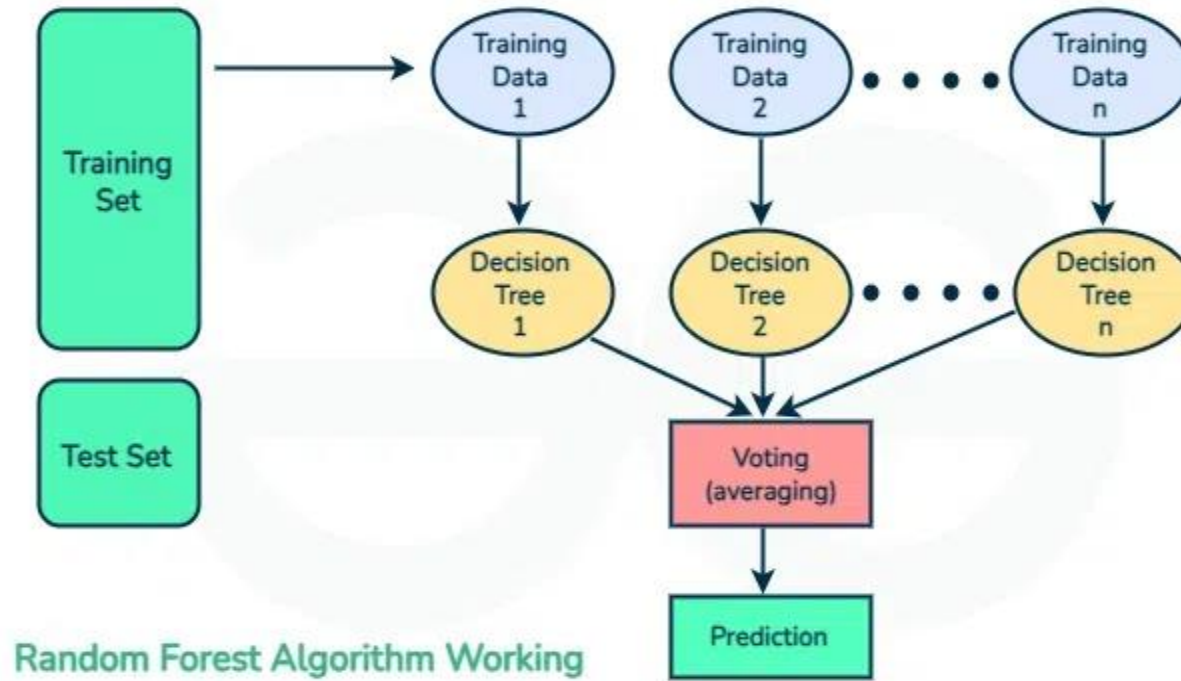 Training
Set
Test Set
Training
Data
1
Training
Data
2
Training
Data
n
Decision
Tree
1
Decision
Tree
2
Decision
Tree
n
Voting
(averaging)
Prediction
Random Forest Algorithm Working